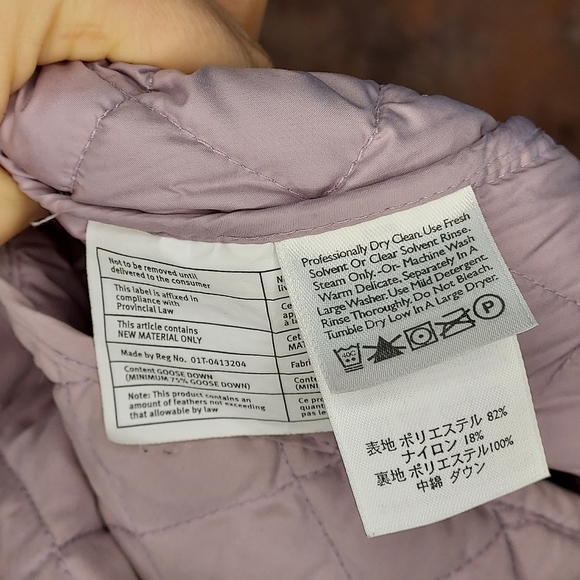 Not to be removed until
delivered to the consumer
This label is affixed in
compliance with
Provincial Law
This article contains
NEW MATERIAL ONLY
Made by Reg No. 01T-0413204
Content GOOSE DOWN
(MINIMUM 75% GOOSE DOWN)
Note: This product contains an
amount of feathers not exceeding
that allowable by law
Professionally Dry Clean. Use Fresh
Solvent Or Clear Solvent Rinse.
Steam Only. -Or- Machine Wash
Warm Delicate, Separately In A
Large Washer. Use Mild Detergent.
Rinse Thoroughly. Do Not Bleach.
Tumble Dry Low In A Large Dryer.
40C P
表地 ポリエステル 82%
ナイロン 18%
裏地 ポリエステル100%
中綿 ダウン